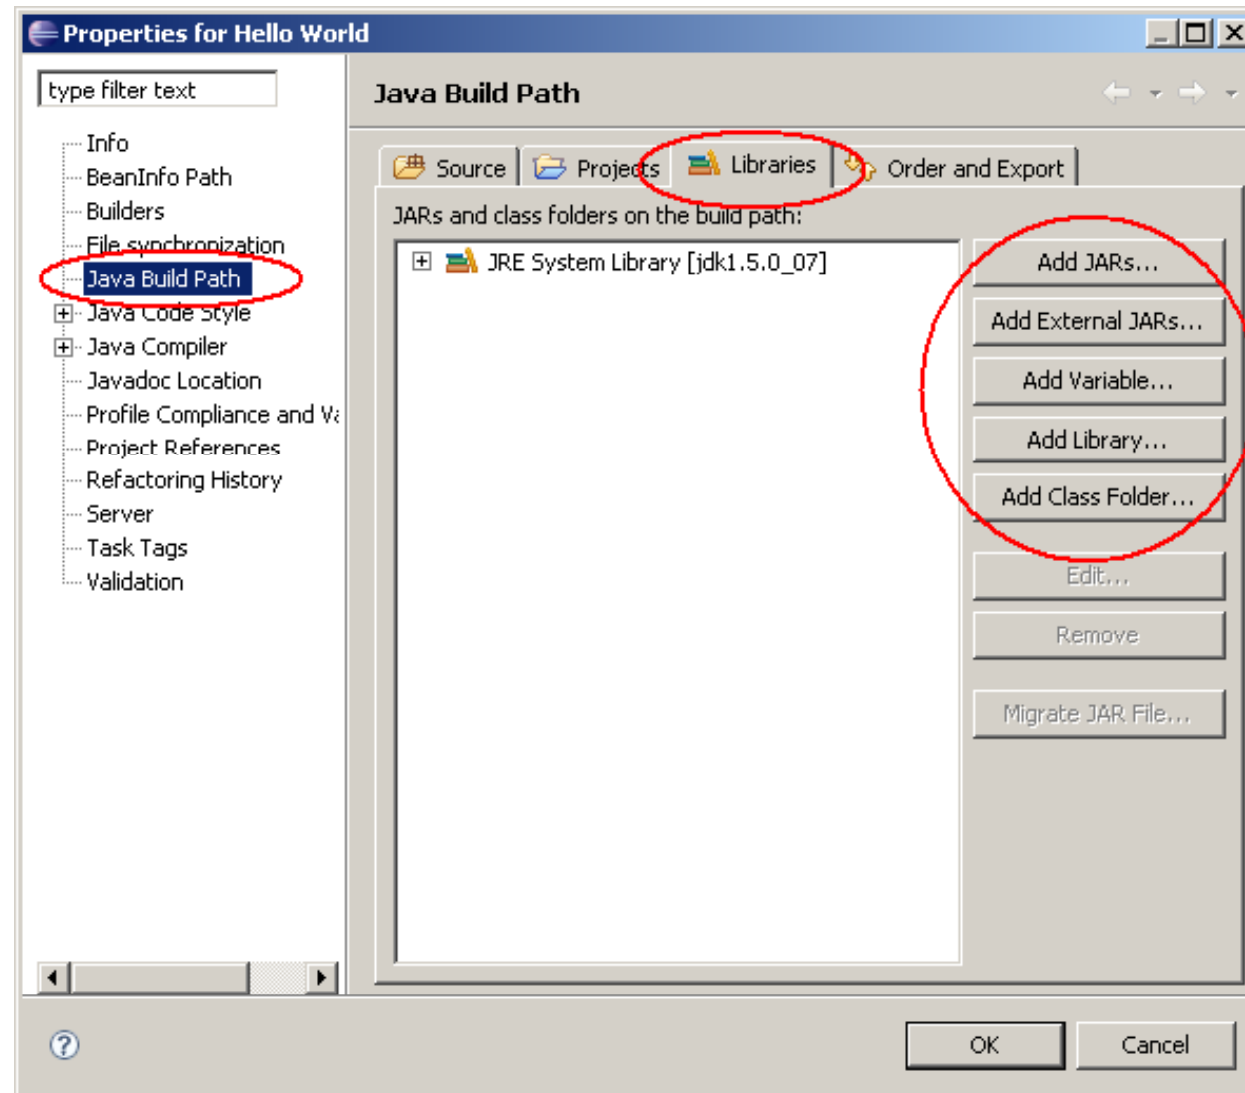 Properties for Hello World
type filter text
Java Build Path
Info
BeanInfo Path
Builders
File synchronization
Java Build Path
Java Code Style
Java Compiler
Javadoc Location
Profile Compliance and Va
Project References
Refactoring History
Server
Task Tags
Validation
Source
Projects
Libraries
Order and Export
JARs and class folders on the build path:
JRE System Library [jdk1.5.0_07]
Add JARs...
Add External JARs...
Add Variable...
Add Library...
Add Class Folder...
Edit...
Remove
Migrate JAR File...
OK
Cancel